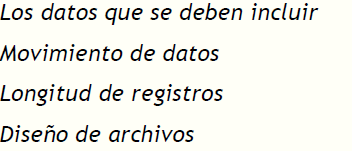 Los datos que se deben incluir
Movimiento de datos
Longitud de registros
Diseño de archivos